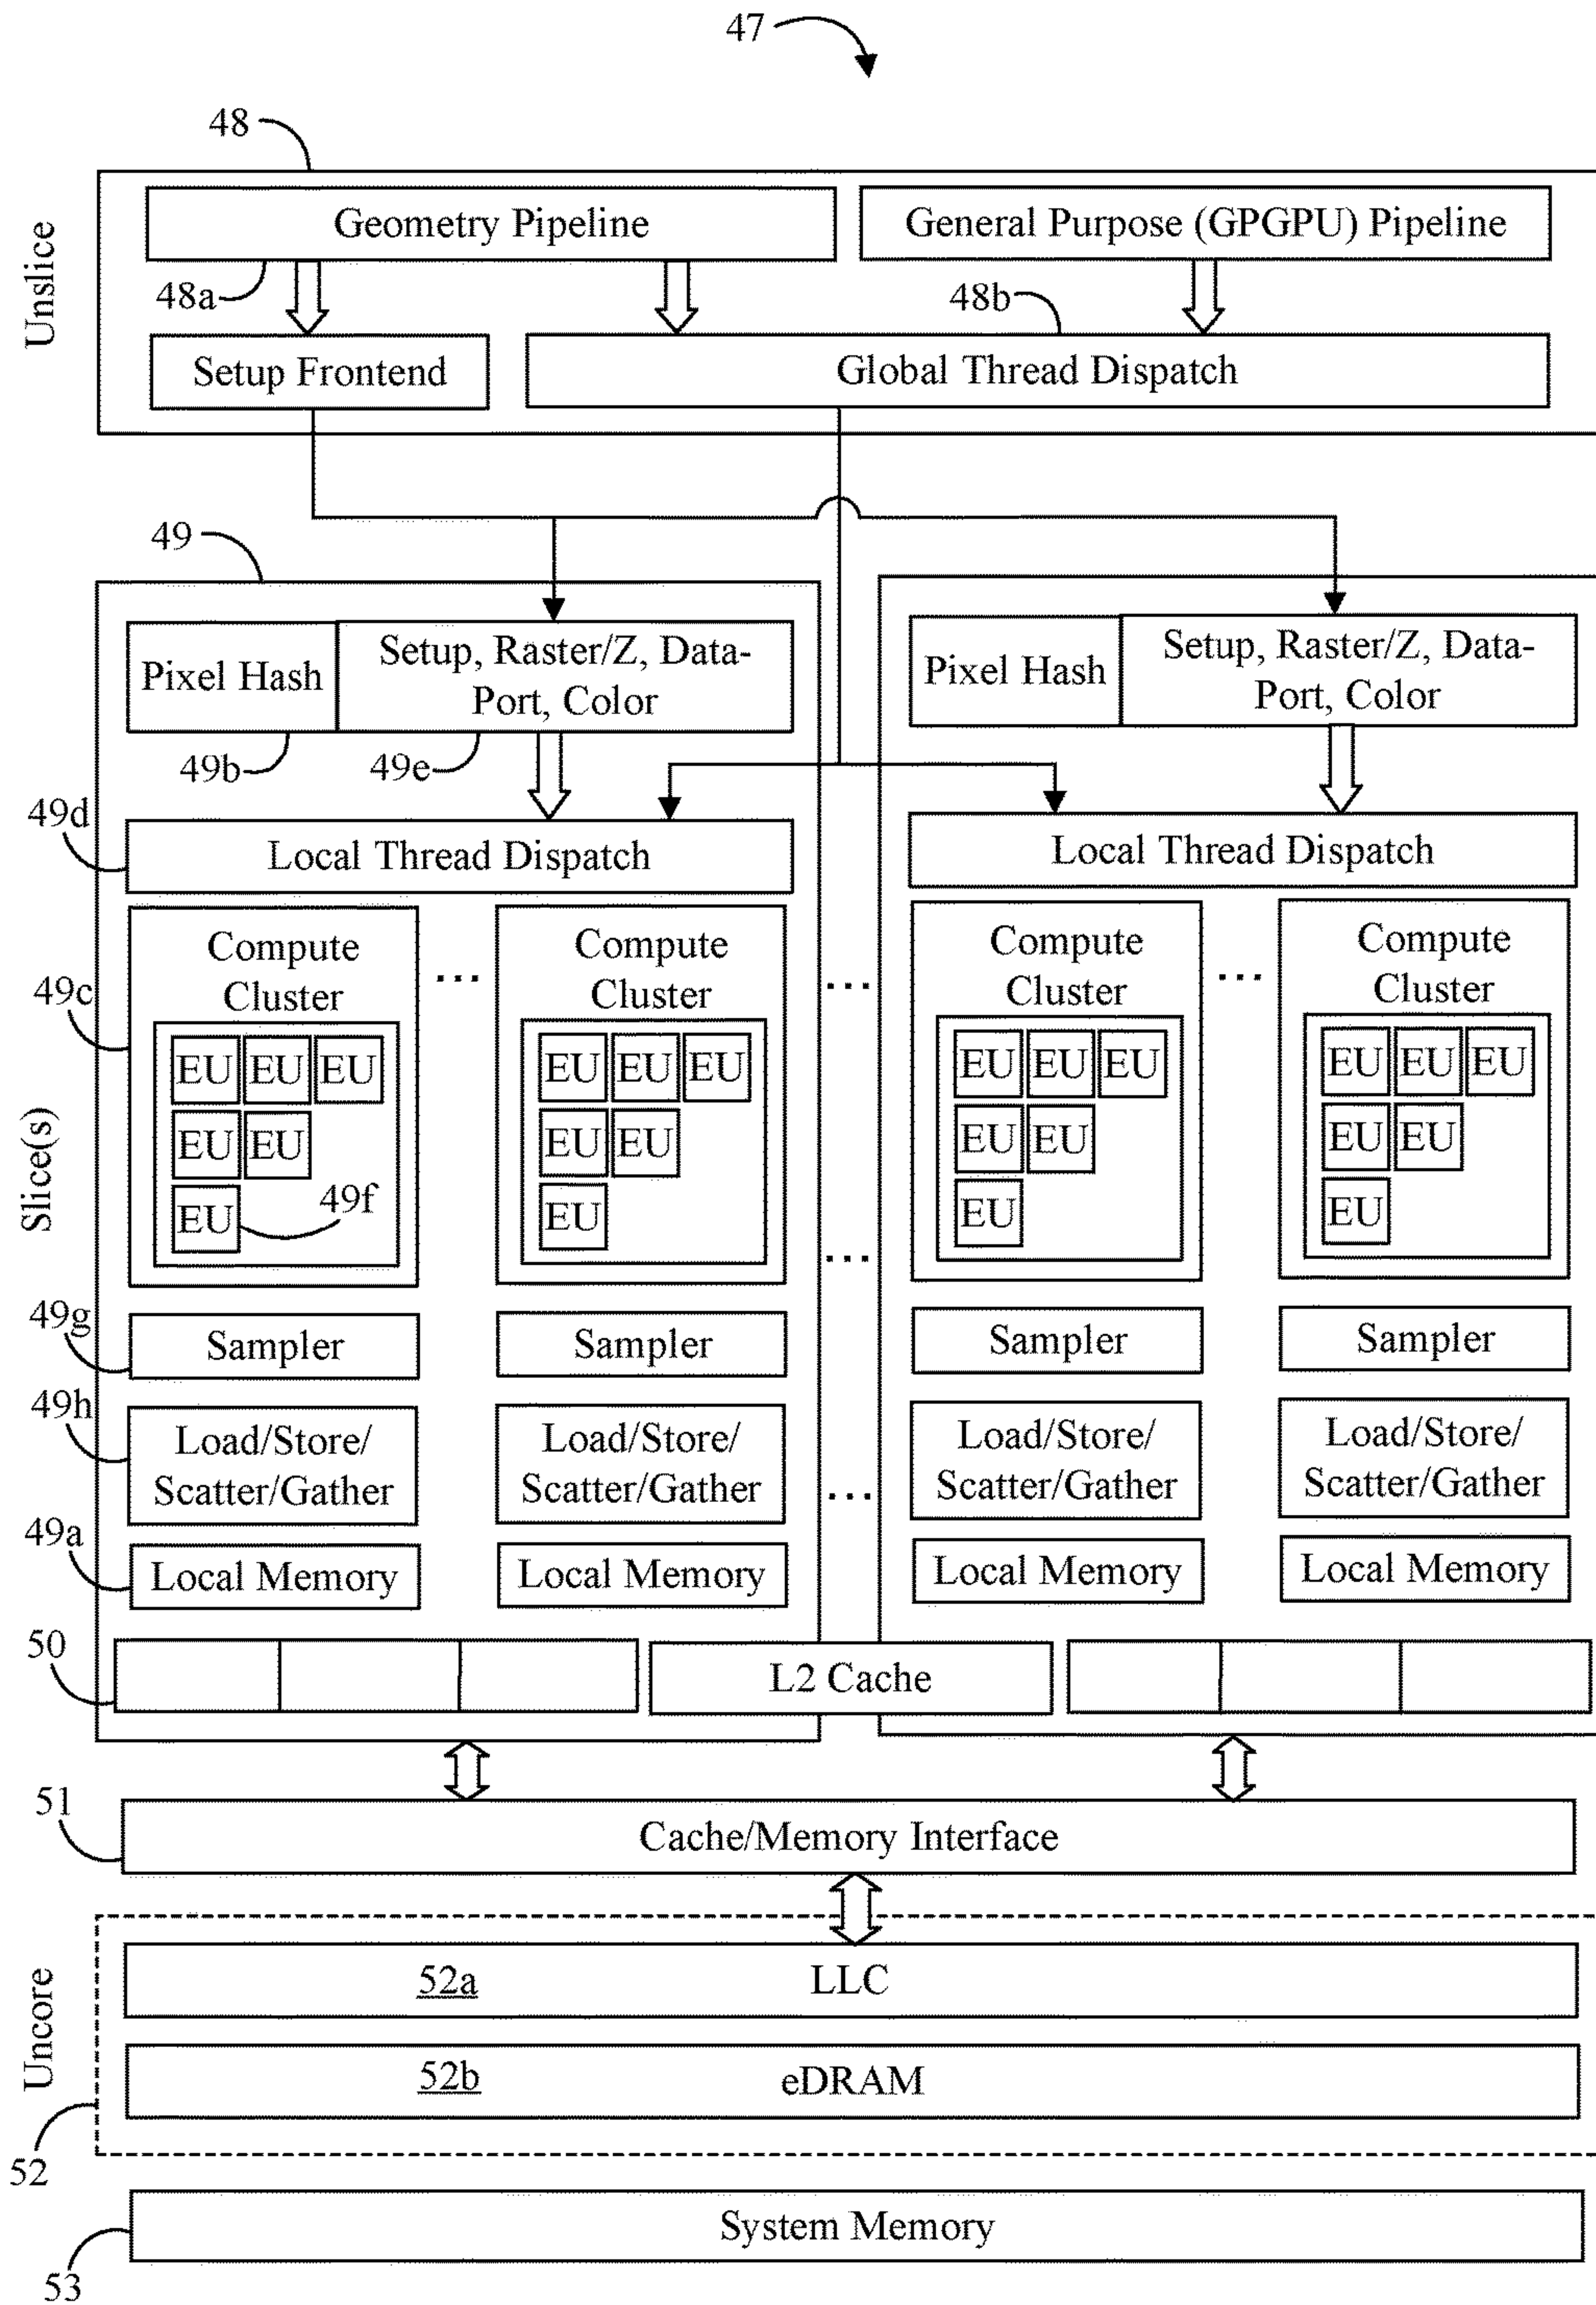 47
48
Unslice
Geometry Pipeline
General Purpose (GPGPU) Pipeline
48a
48b
Setup Frontend
Global Thread Dispatch
49
Pixel Hash
Setup, Raster/Z, Data-
Port, Color
Pixel Hash
Setup, Raster/Z, Data-
Port, Color
49b
49e
49d
Local Thread Dispatch
Local Thread Dispatch
Slice(s)
49c
Compute
Cluster
...
Compute
Cluster
...
Compute
Cluster
...
Compute
Cluster
EU EU EU
EU EU
EU
49f
EU EU EU
EU EU
EU
...
EU EU EU
EU EU
EU
EU EU EU
EU EU
EU
49g
Sampler
Sampler
Sampler
Sampler
49h
Load/Store/
Scatter/Gather
Load/Store/
Scatter/Gather
...
Load/Store/
Scatter/Gather
Load/Store/
Scatter/Gather
49a
Local Memory
Local Memory
Local Memory
Local Memory
50
L2 Cache
51
Cache/Memory Interface
Uncore
52a
LLC
52b
eDRAM
52
System Memory
53